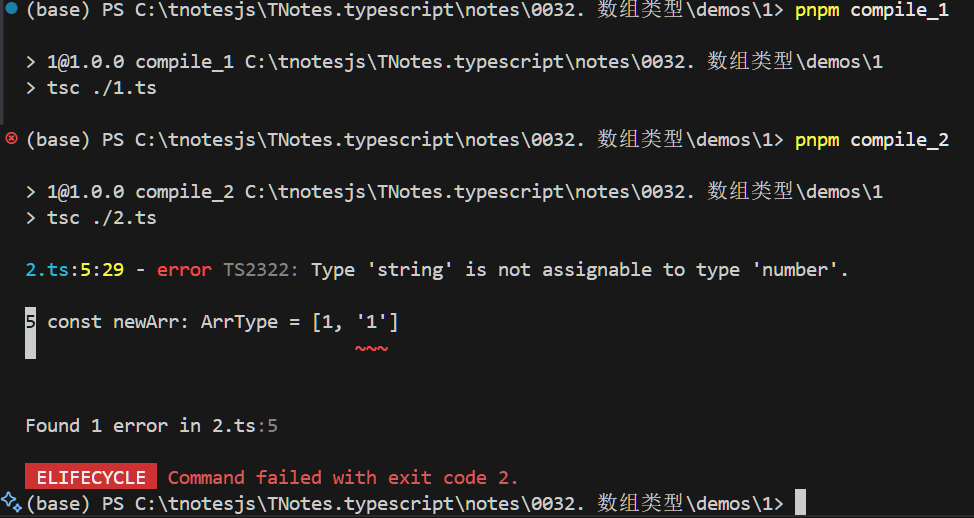 (base) PS C:\tnotesjs\TNotes.typescript\notes\0032. 数组类型\demos\1> pnpm compile_1
> 1@1.0.0 compile_1 C:\tnotesjs\TNotes.typescript\notes\0032. 数组类型\demos\1
> tsc ./1.ts
(base) PS C:\tnotesjs\TNotes.typescript\notes\0032. 数组类型\demos\1> pnpm compile_2
> 1@1.0.0 compile_2 C:\tnotesjs\TNotes.typescript\notes\0032. 数组类型\demos\1
> tsc ./2.ts
2.ts:5:29 - error TS2322: Type 'string' is not assignable to type 'number'.
5 const newArr: ArrType = [1, '1']
~~~
Found 1 error in 2.ts:5
ELIFECYCLE Command failed with exit code 2.
(base) PS C:\tnotesjs\TNotes.typescript\notes\0032. 数组类型\demos\1>